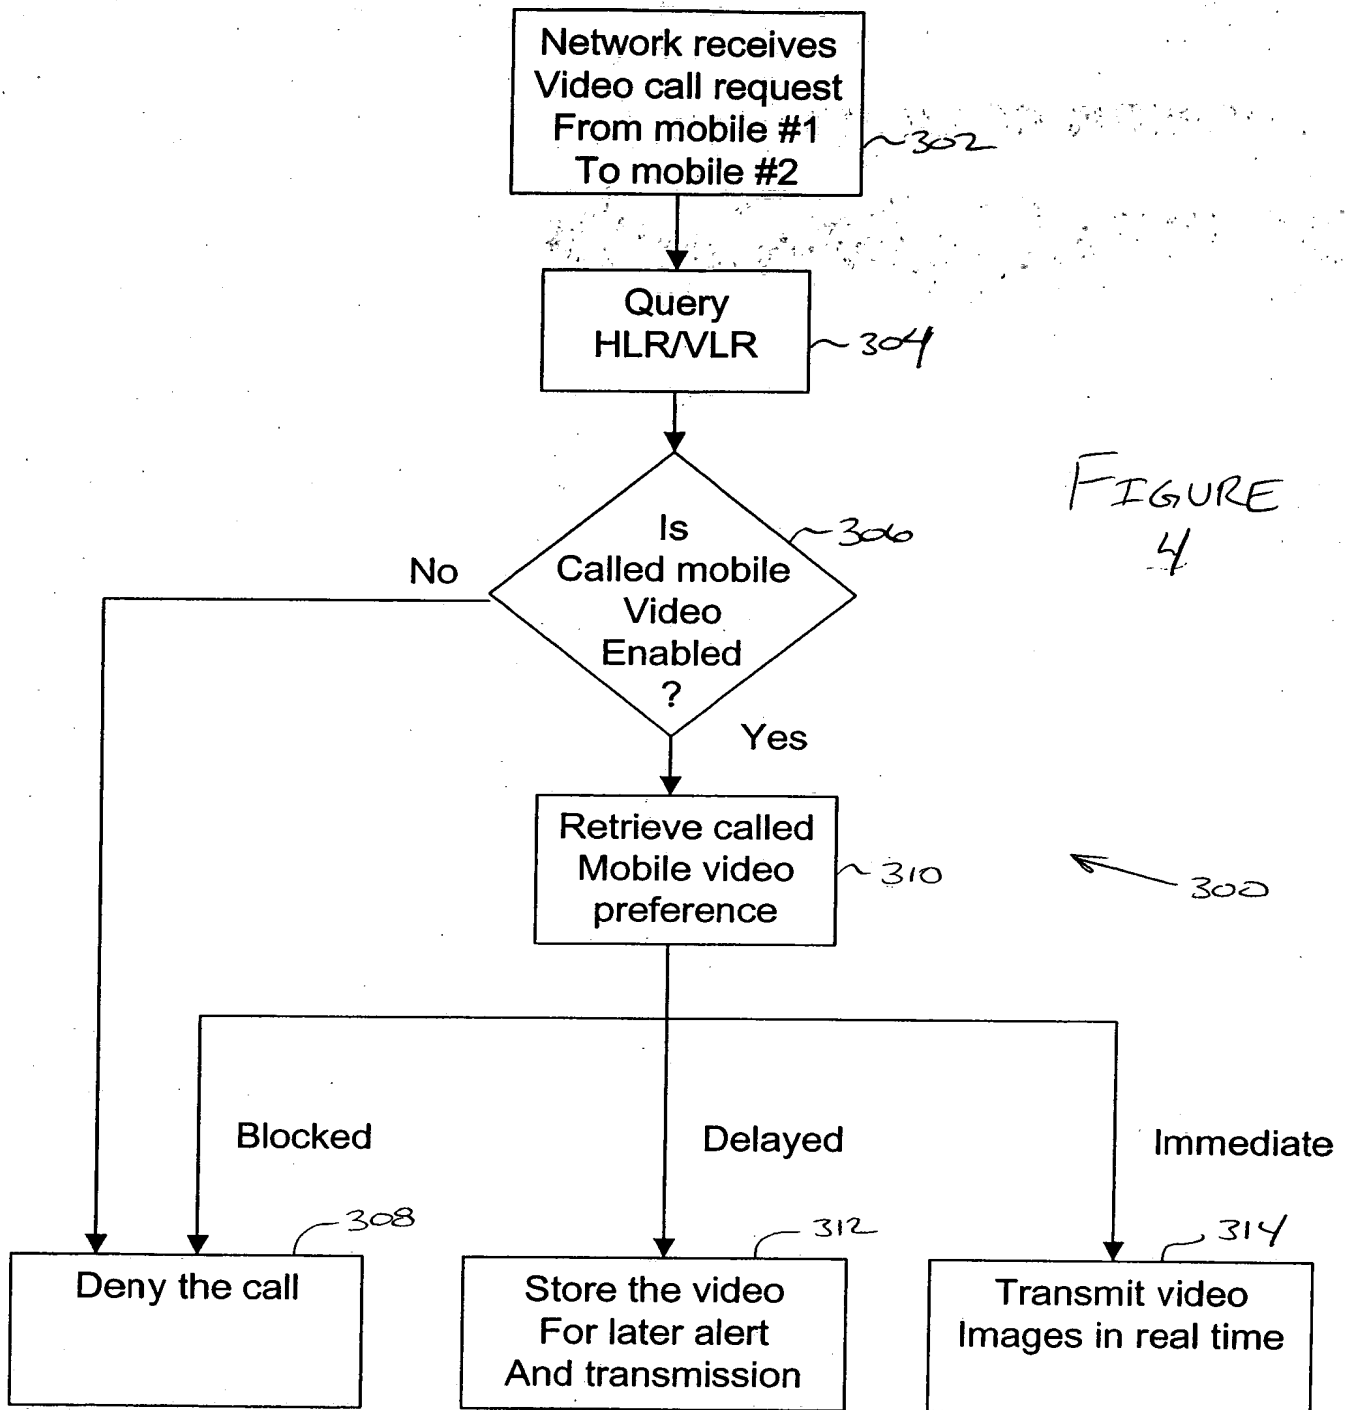 Network receives
Video call request
From mobile #1
To mobile #2
302
Query
HLR/VLR
304
FIGURE
4
Is
Called mobile
Video
Enabled
?
306
No
Yes
Retrieve called
Mobile video
preference
310
300
Blocked
Delayed
Immediate
308
312
314
Deny the call
Store the video
For later alert
And transmission
Transmit video
Images in real time